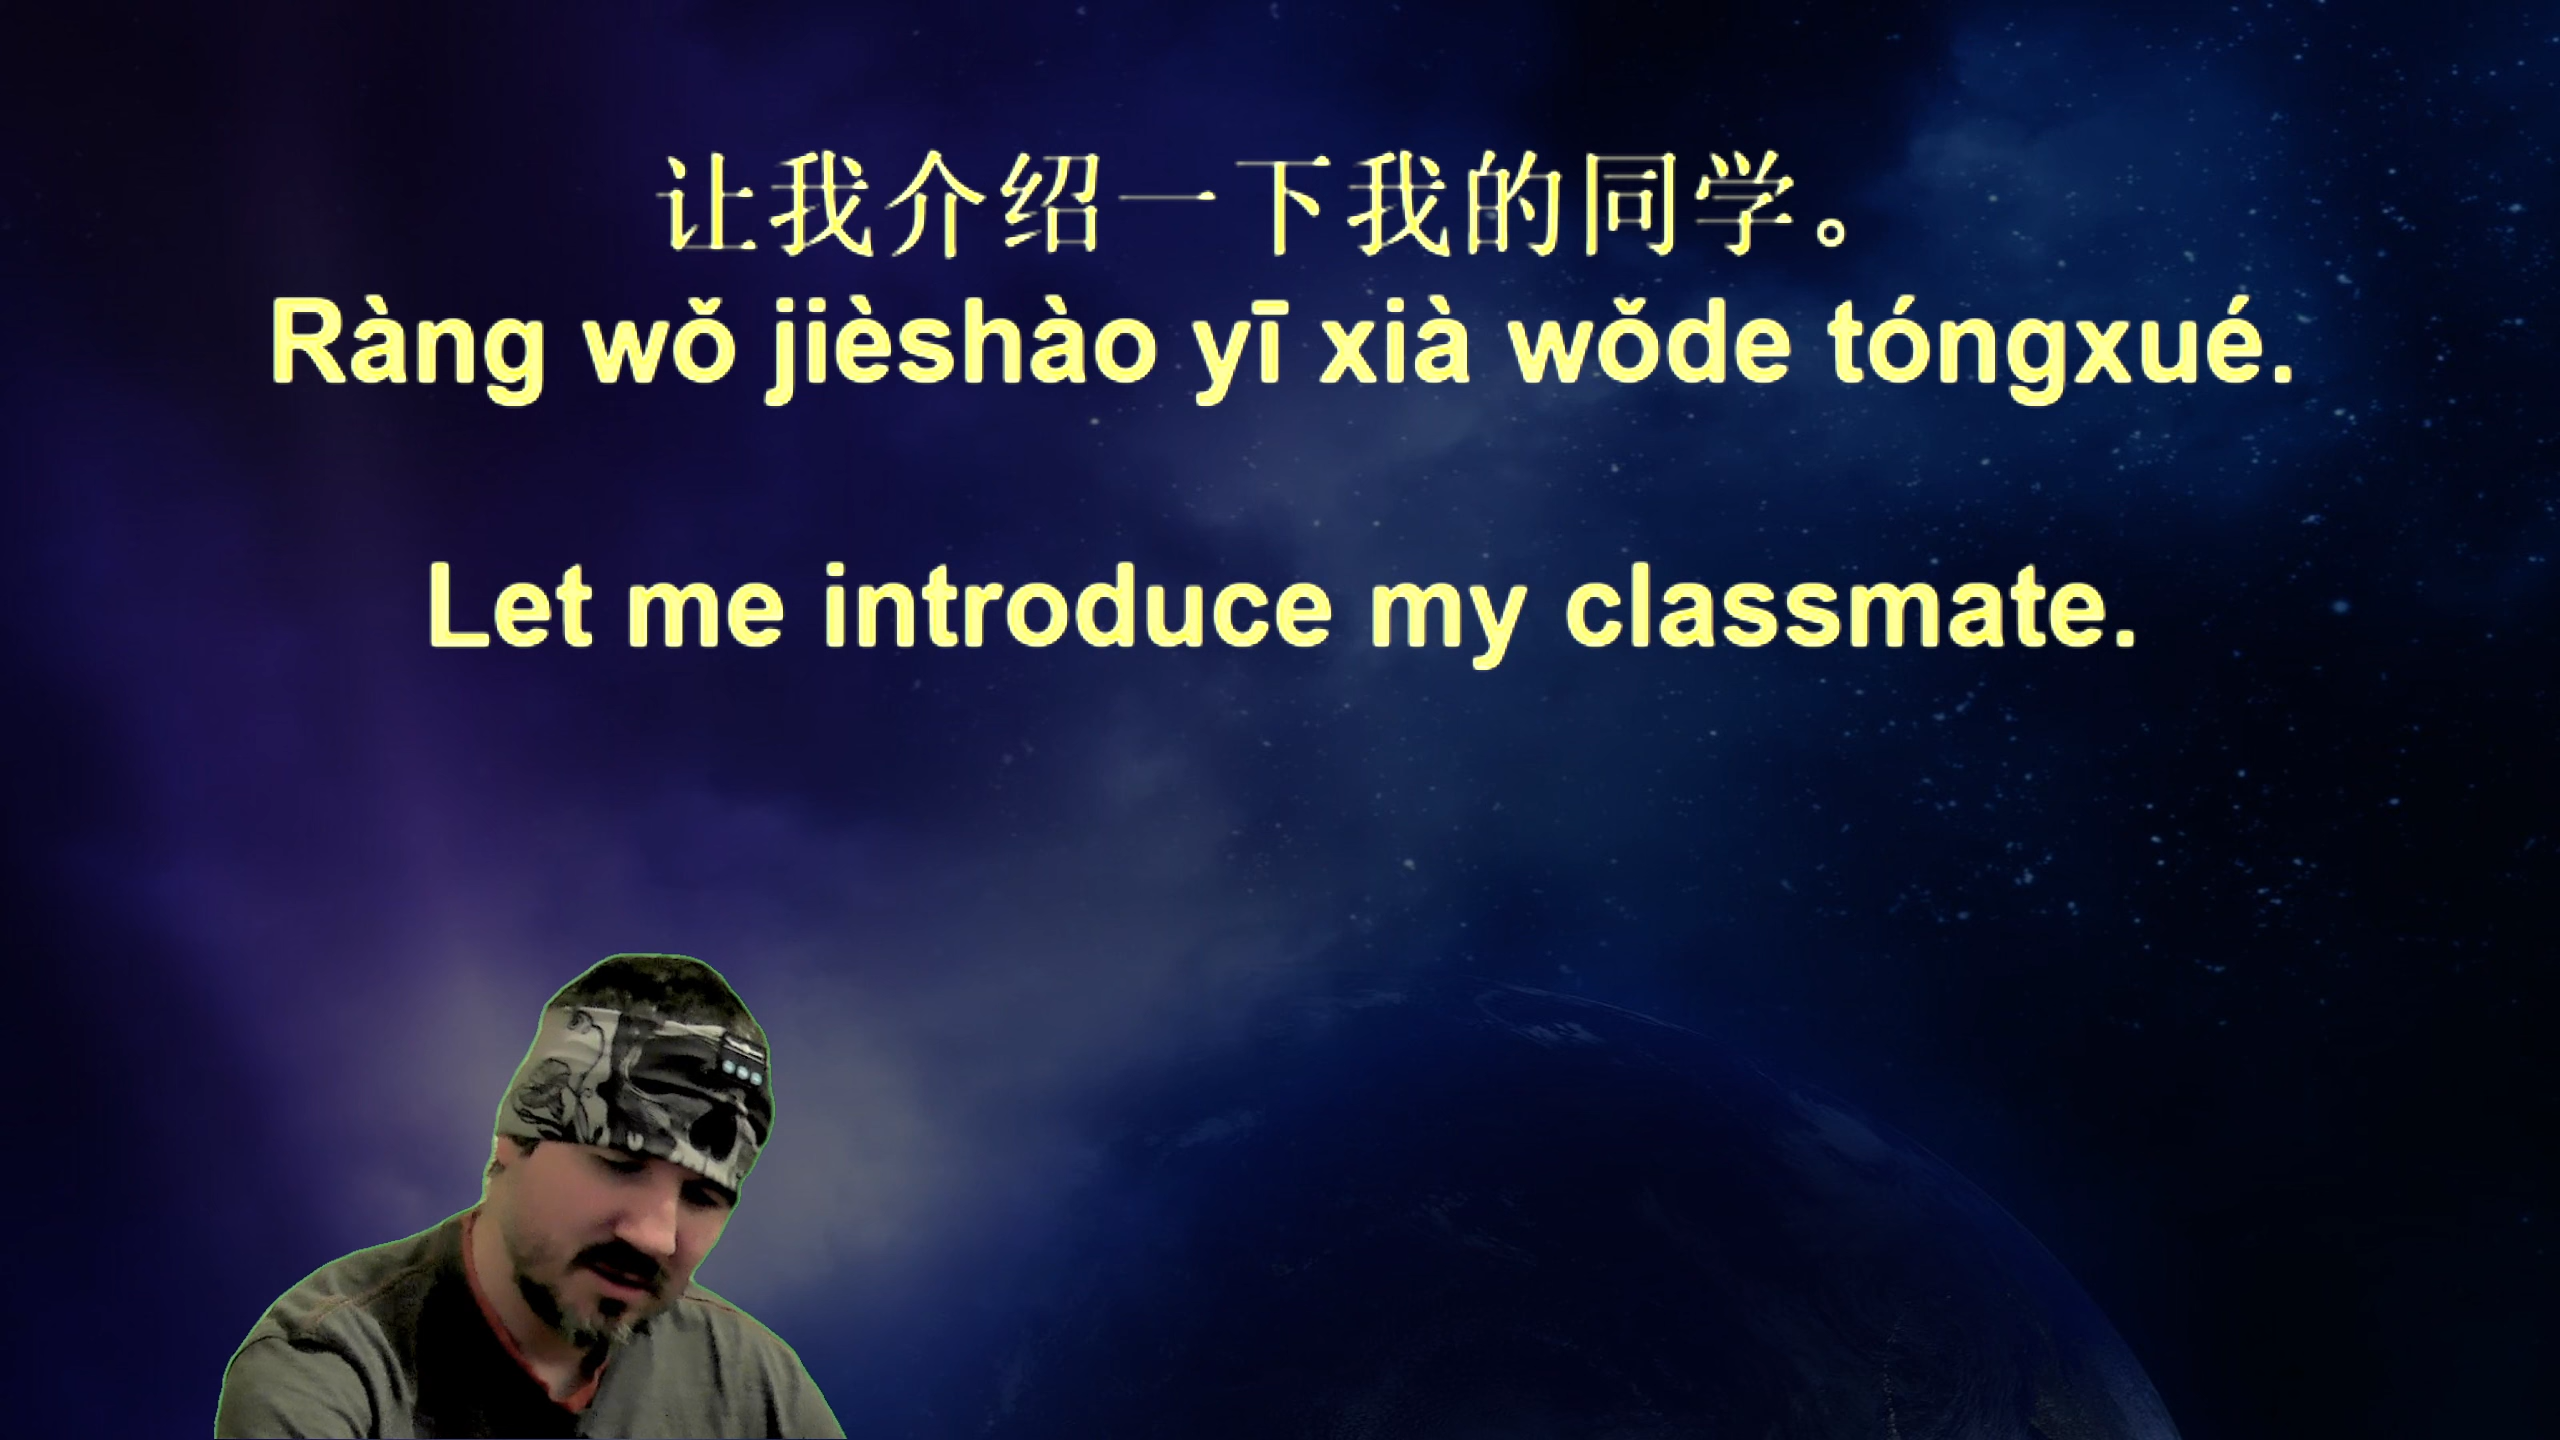 让我介绍一下我的同学。
Ràng wǒ jièshào yī xià wǒde tóngxué.
Let me introduce my classmate.